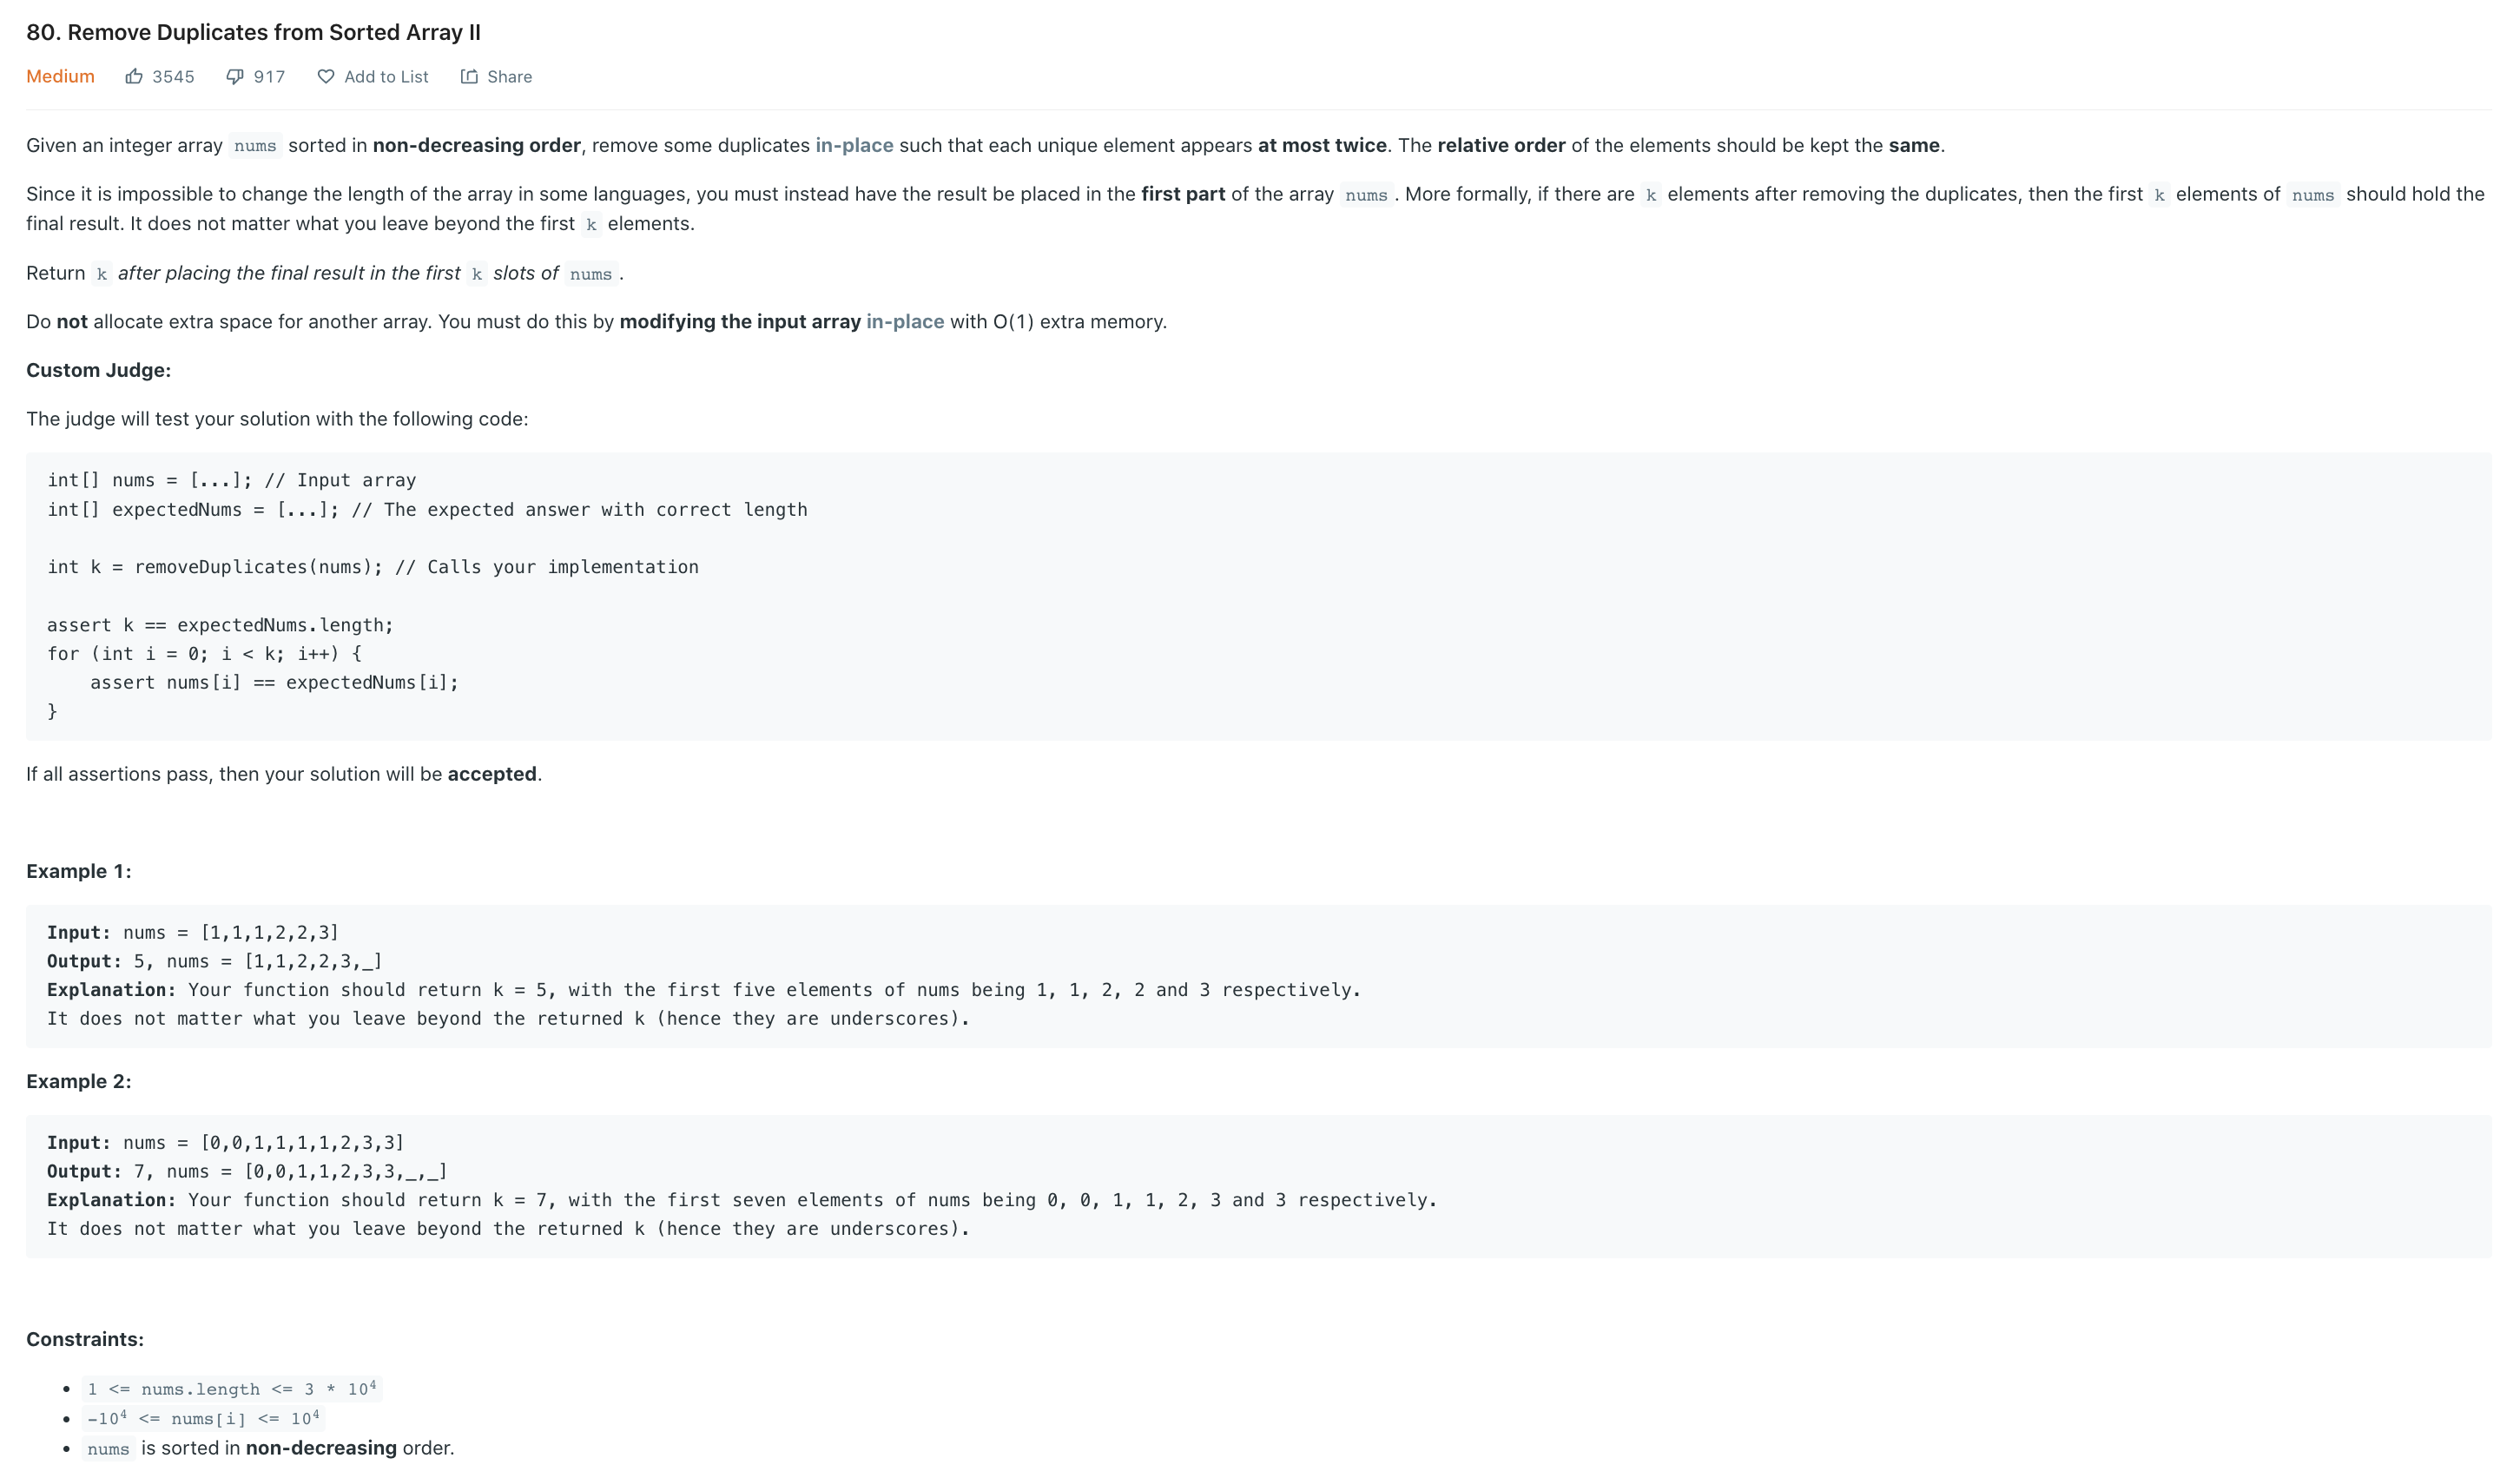 80. Remove Duplicates from Sorted Array II
Medium 3545 917 Add to List Share
Given an integer array nums sorted in non-decreasing order, remove some duplicates in-place such that each unique element appears at most twice. The relative order of the elements should be kept the same.
Since it is impossible to change the length of the array in some languages, you must instead have the result be placed in the first part of the array nums . More formally, if there are k elements after removing the duplicates, then the first k elements of nums should hold the
final result. It does not matter what you leave beyond the first k elements.
Return k after placing the final result in the first k slots of nums .
Do not allocate extra space for another array. You must do this by modifying the input array in-place with O(1) extra memory.
Custom Judge:
The judge will test your solution with the following code:
int[] nums = [...]; // Input array
int[] expectedNums = [...]; // The expected answer with correct length
int k = removeDuplicates(nums); // Calls your implementation
assert k == expectedNums.length;
for (int i = 0; i < k; i++) {
    assert nums[i] == expectedNums[i];
}
If all assertions pass, then your solution will be accepted.
Example 1:
Input: nums = [1,1,1,2,2,3]
Output: 5, nums = [1,1,2,2,3,_]
Explanation: Your function should return k = 5, with the first five elements of nums being 1, 1, 2, 2 and 3 respectively.
It does not matter what you leave beyond the returned k (hence they are underscores).
Example 2:
Input: nums = [0,0,1,1,1,1,2,3,3]
Output: 7, nums = [0,0,1,1,2,3,3,_,_]
Explanation: Your function should return k = 7, with the first seven elements of nums being 0, 0, 1, 1, 2, 3 and 3 respectively.
It does not matter what you leave beyond the returned k (hence they are underscores).
Constraints:
• 1 <= nums.length <= 3 * 10⁴
• -10⁴ <= nums[i] <= 10⁴
• nums is sorted in non-decreasing order.